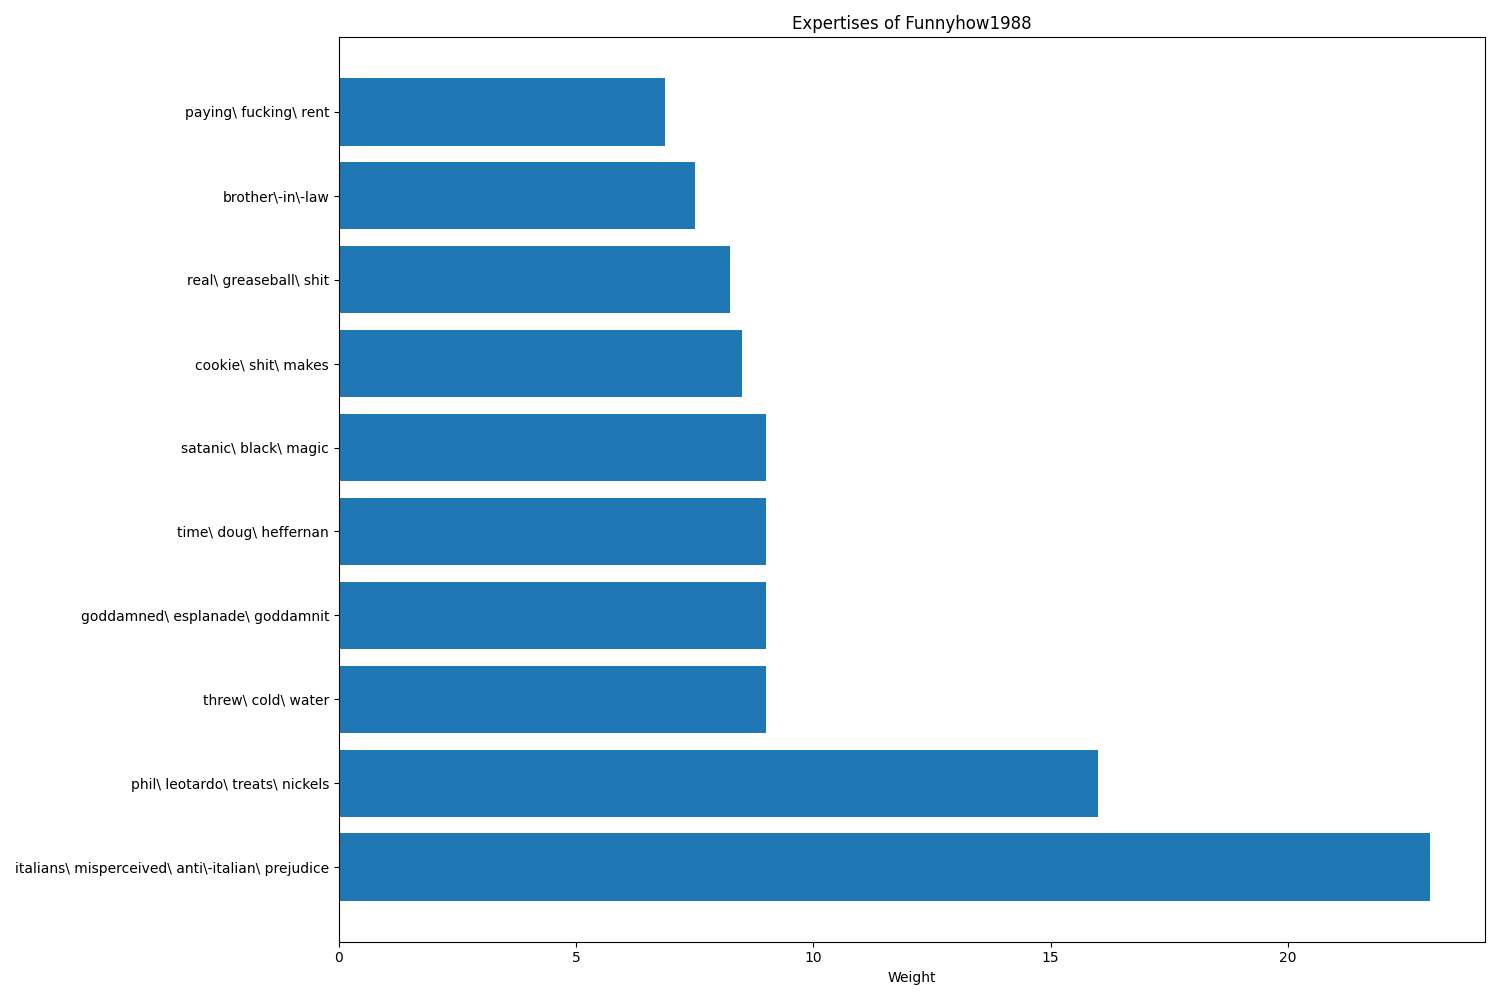 Expertises of Funnyhow1988
paying\ fucking\ rent
brother\-in\-law
real\ greaseball\ shit
cookie\ shit\ makes
satanic\ black\ magic
time\ doug\ heffernan
goddamned\ esplanade\ goddamnit
threw\ cold\ water
phil\ leotardo\ treats\ nickels
italians\ misperceived\ anti\-italian\ prejudice
0 5 10 15 20
Weight